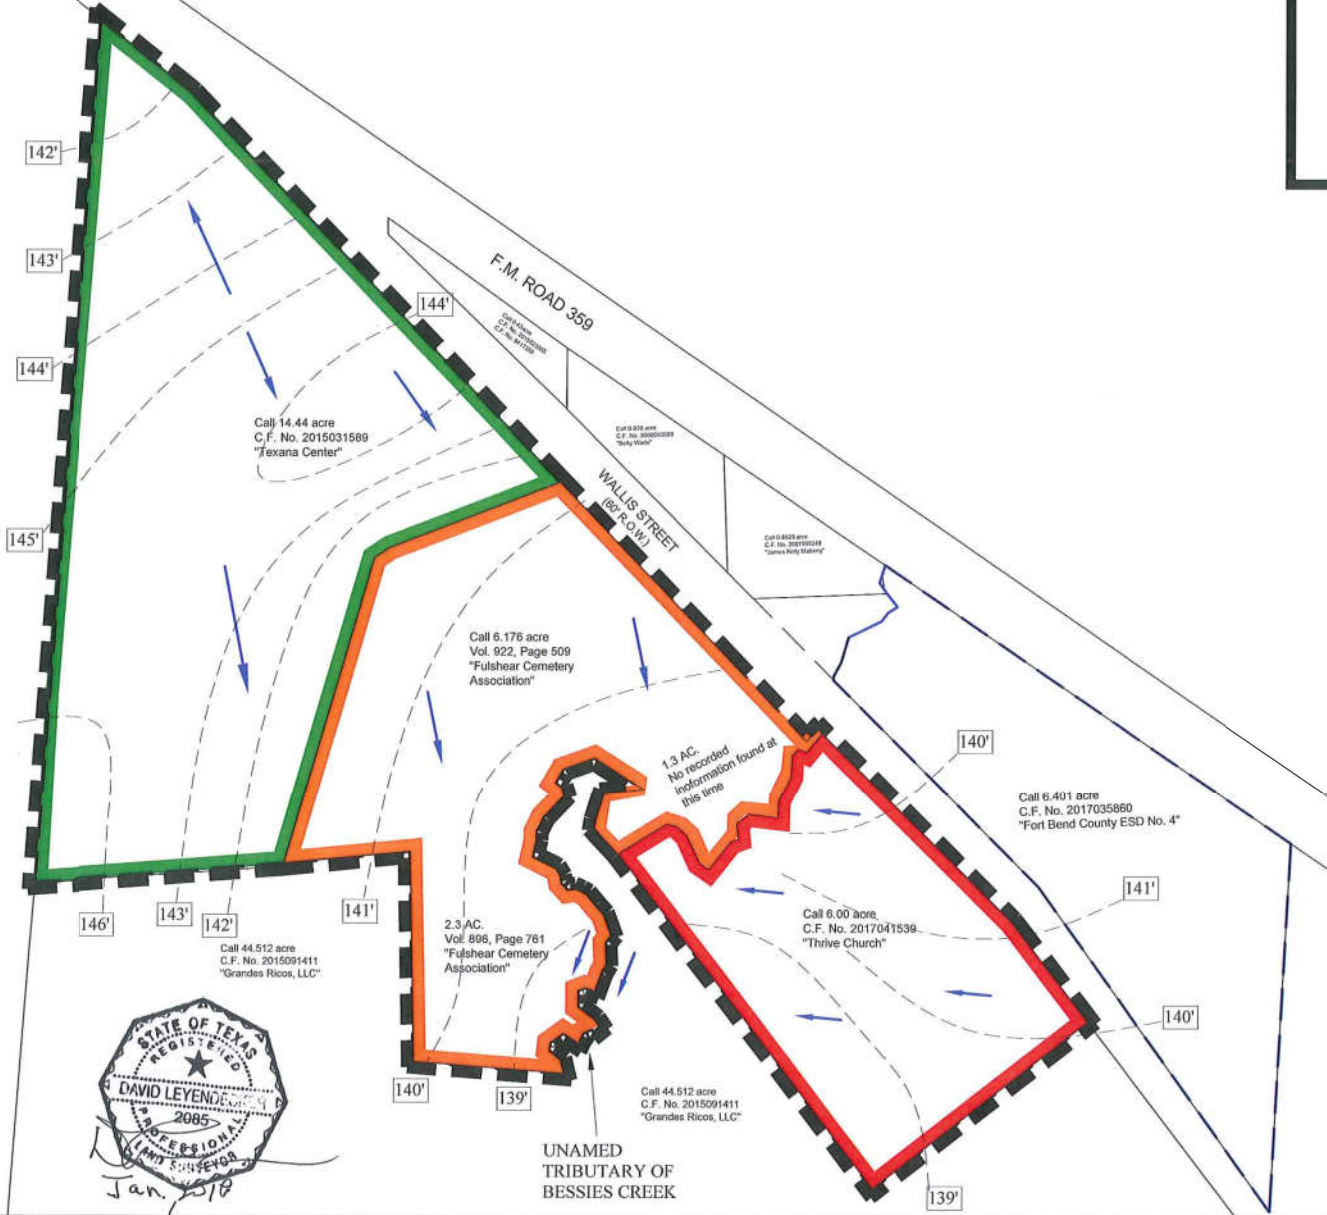 142'
143'
144'
144'
145'
F.M. ROAD 359
Call 14.44 acre
C.F. No. 2015031589
"Texana Center"
WALLIS STREET
(60' R.O.W.)
Call 6.176 acre
Vol. 922, Page 509
"Fulshear Cemetery
Association"
1.3 AC.
No recorded
inoformation found at
this time
140'
Call 6.401 acre
C.F. No. 2017035860
"Fort Bend County ESD No. 4"
141'
Call 6.00 acre
C.F. No. 2017041539
"Thrive Church"
140'
146'
143'
142'
141'
2.3 AC.
Vol. 896, Page 761
"Fulshear Cemetery
Association"
Call 44.512 acre
C.F. No. 2015091411
"Grandes Ricos, LLC"
STATE OF TEXAS
REGISTERED
DAVID LEYENDECKER
2085
PROFESSIONAL
LAND SURVEYOR
Jan.
140'
139'
Call 44.512 acre
C.F. No. 2015091411
"Grandes Ricos, LLC"
UNAMED
TRIBUTARY OF
BESSIES CREEK
139'